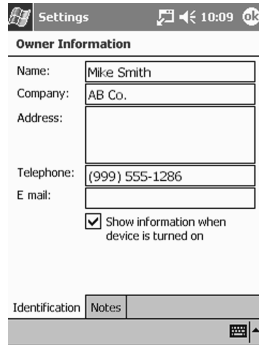 Settings 10:09 ok
Owner Information
Name: Mike Smith
Company: AB Co.
Address:
Telephone: (999) 555-1286
E mail:
Show information when
device is turned on
Identification Notes